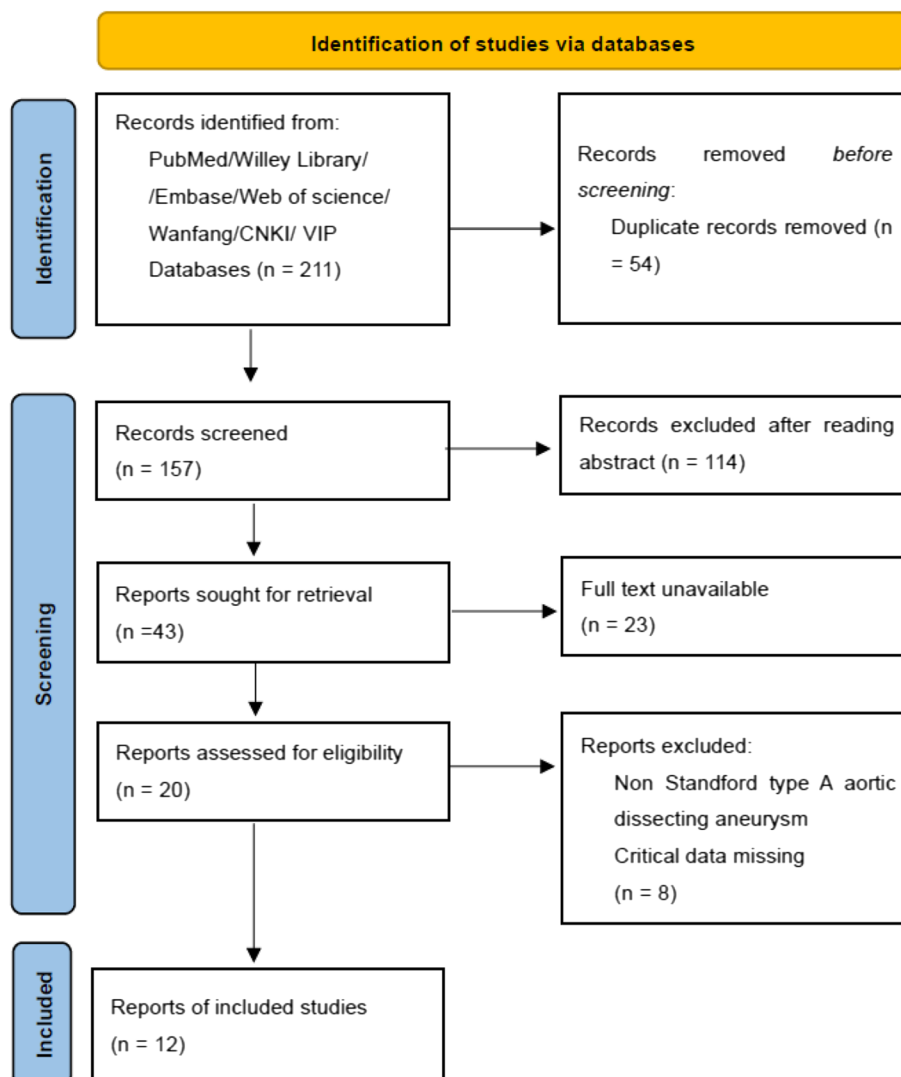 Identification of studies via databases
Identification
Records identified from:
PubMed/Willey Library/
/Embase/Web of science/
Wanfang/CNKI/ VIP
Databases (n = 211)
Records removed before
screening:
Duplicate records removed (n
= 54)
Screening
Records screened
(n = 157)
Records excluded after reading
abstract (n = 114)
Reports sought for retrieval
(n =43)
Full text unavailable
(n = 23)
Reports assessed for eligibility
(n = 20)
Reports excluded:
Non Standford type A aortic
dissecting aneurysm
Critical data missing
(n = 8)
Included
Reports of included studies
(n = 12)